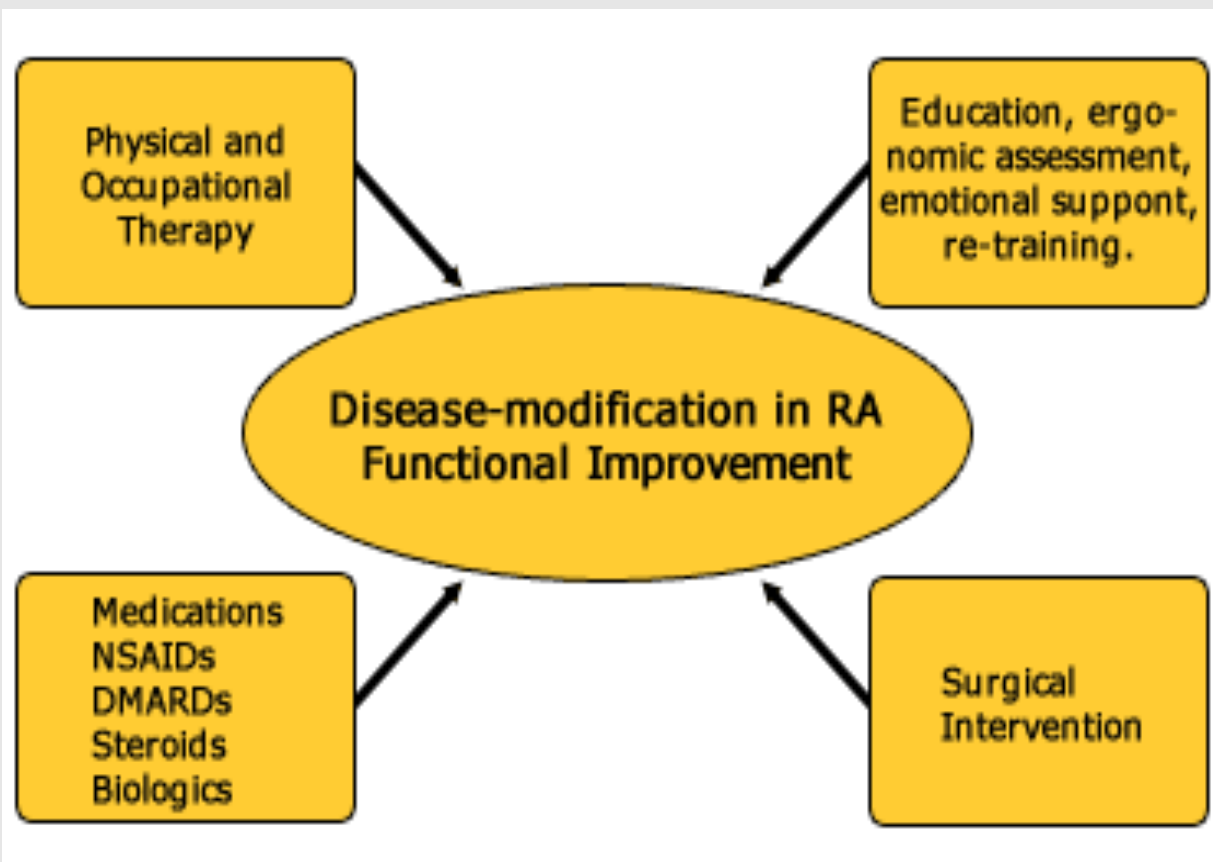 Physical and
Occupational
Therapy
Education, ergo-
nomic assessment,
emotional suppont,
re-training.
Disease-modification in RA
Functional Improvement
Medications
NSAIDs
DMARDs
Steroids
Biologics
Surgical
Intervention